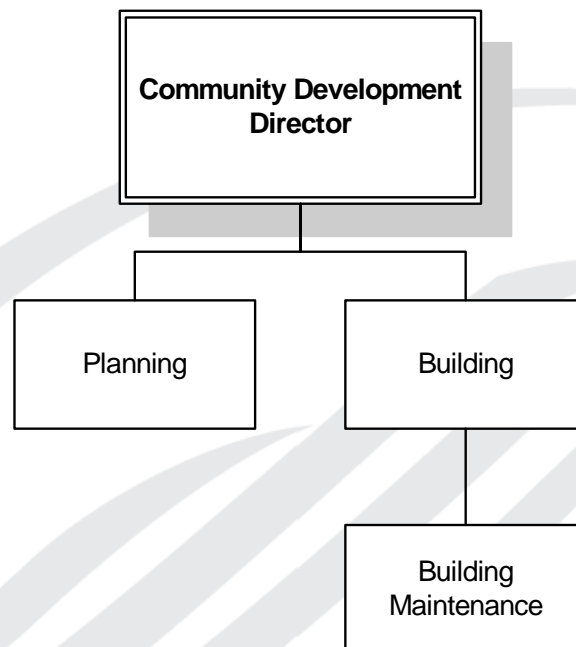 Community Development
Director
Planning
Building
Building
Maintenance